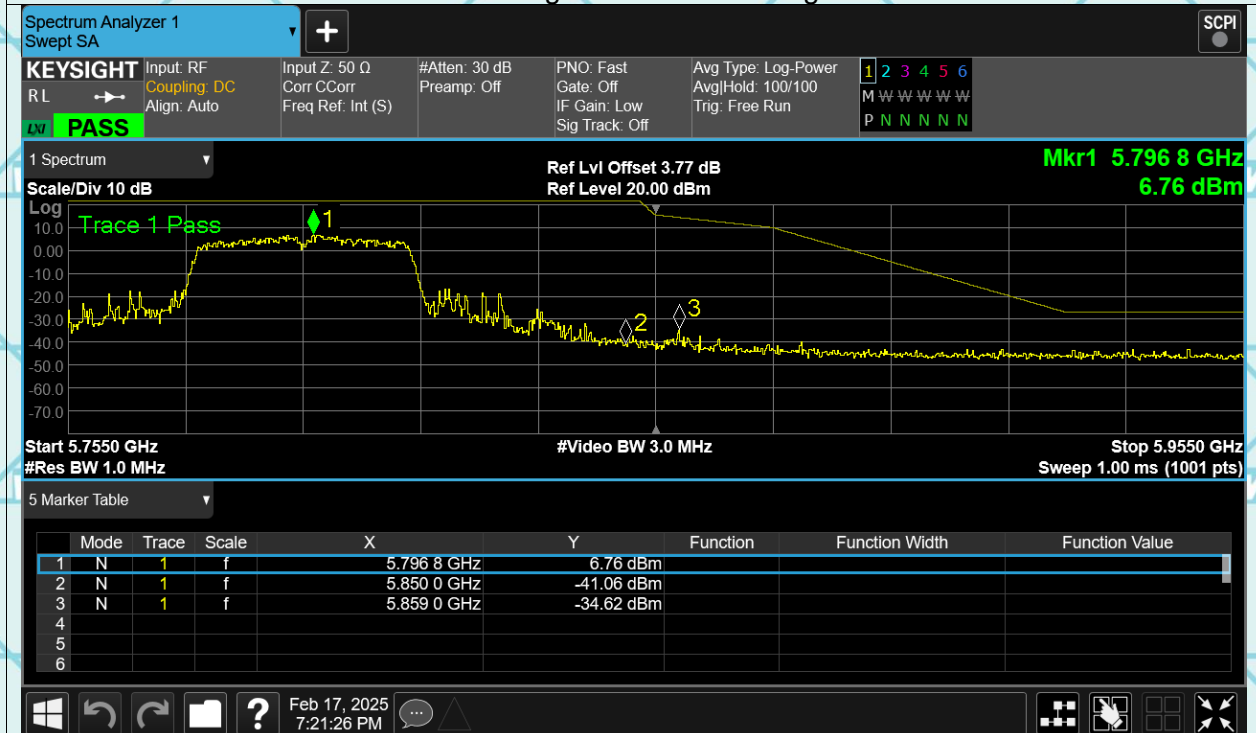 Spectrum Analyzer 1
Swept SA
+
SCPI
KEYSIGHT Input: RF Input Z: 50 Ω #Atten: 30 dB PNO: Fast Avg Type: Log-Power 1 2 3 4 5 6
RL Coupling: DC Corr CCorr Preamp: Off Gate: Off Avg|Hold: 100/100 M W W W W W
Align: Auto Freq Ref: Int (S) IF Gain: Low Trig: Free Run P N N N N N
LXI PASS Sig Track: Off
1 Spectrum Ref Lvl Offset 3.77 dB Mkr1 5.796 8 GHz
Scale/Div 10 dB Ref Level 20.00 dBm 6.76 dBm
Log
Trace 1 Pass
1
2
3
10.0
0.00
-10.0
-20.0
-30.0
-40.0
-50.0
-60.0
-70.0
Start 5.7550 GHz #Video BW 3.0 MHz Stop 5.9550 GHz
#Res BW 1.0 MHz Sweep 1.00 ms (1001 pts)
5 Marker Table
Mode Trace Scale X Y Function Function Width Function Value
1 N 1 f 5.796 8 GHz 6.76 dBm
2 N 1 f 5.850 0 GHz -41.06 dBm
3 N 1 f 5.859 0 GHz -34.62 dBm
4
5
6
? Feb 17, 2025
7:21:26 PM